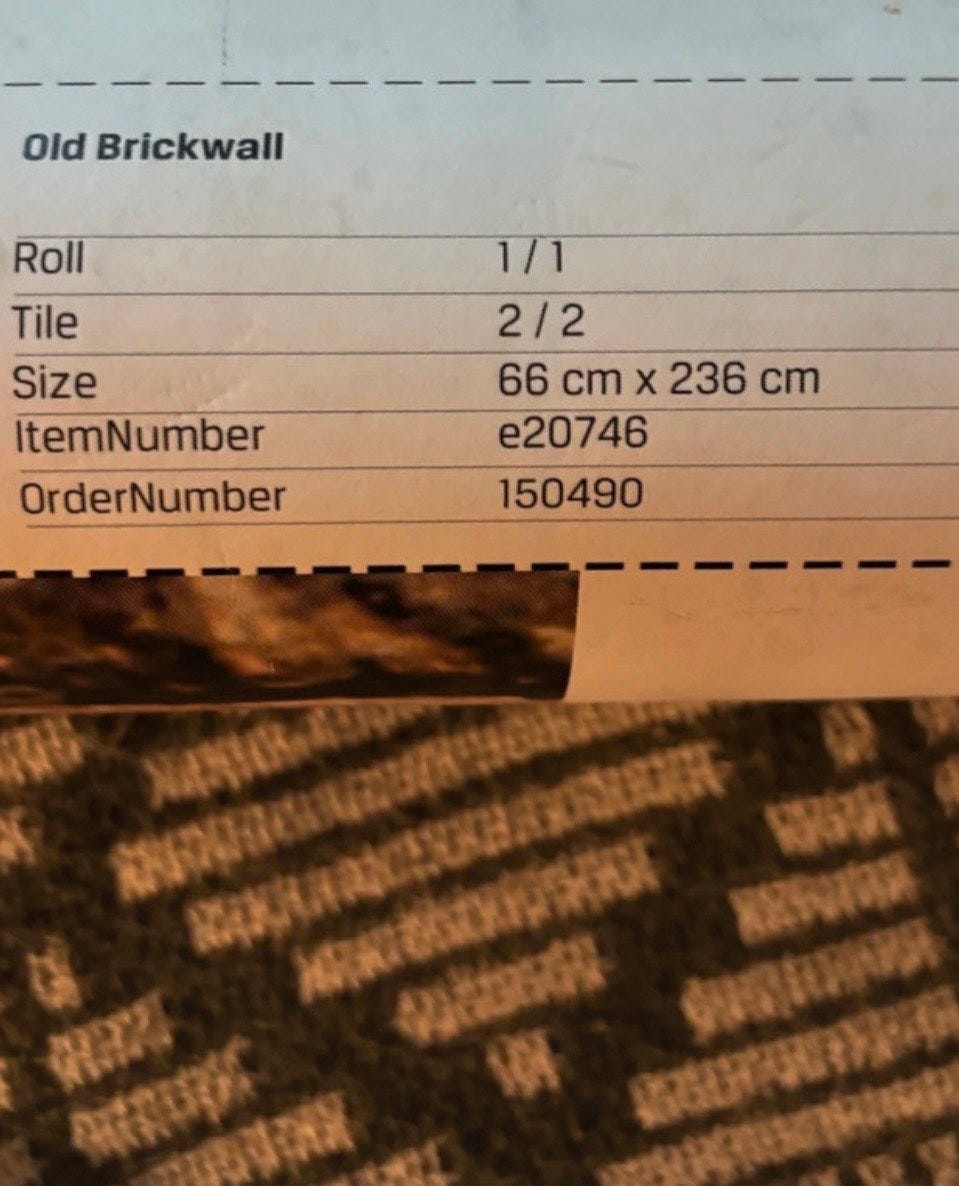 Old Brickwall
Roll 1 / 1
Tile 2 / 2
Size 66 cm x 236 cm
ItemNumber e20746
OrderNumber 150490